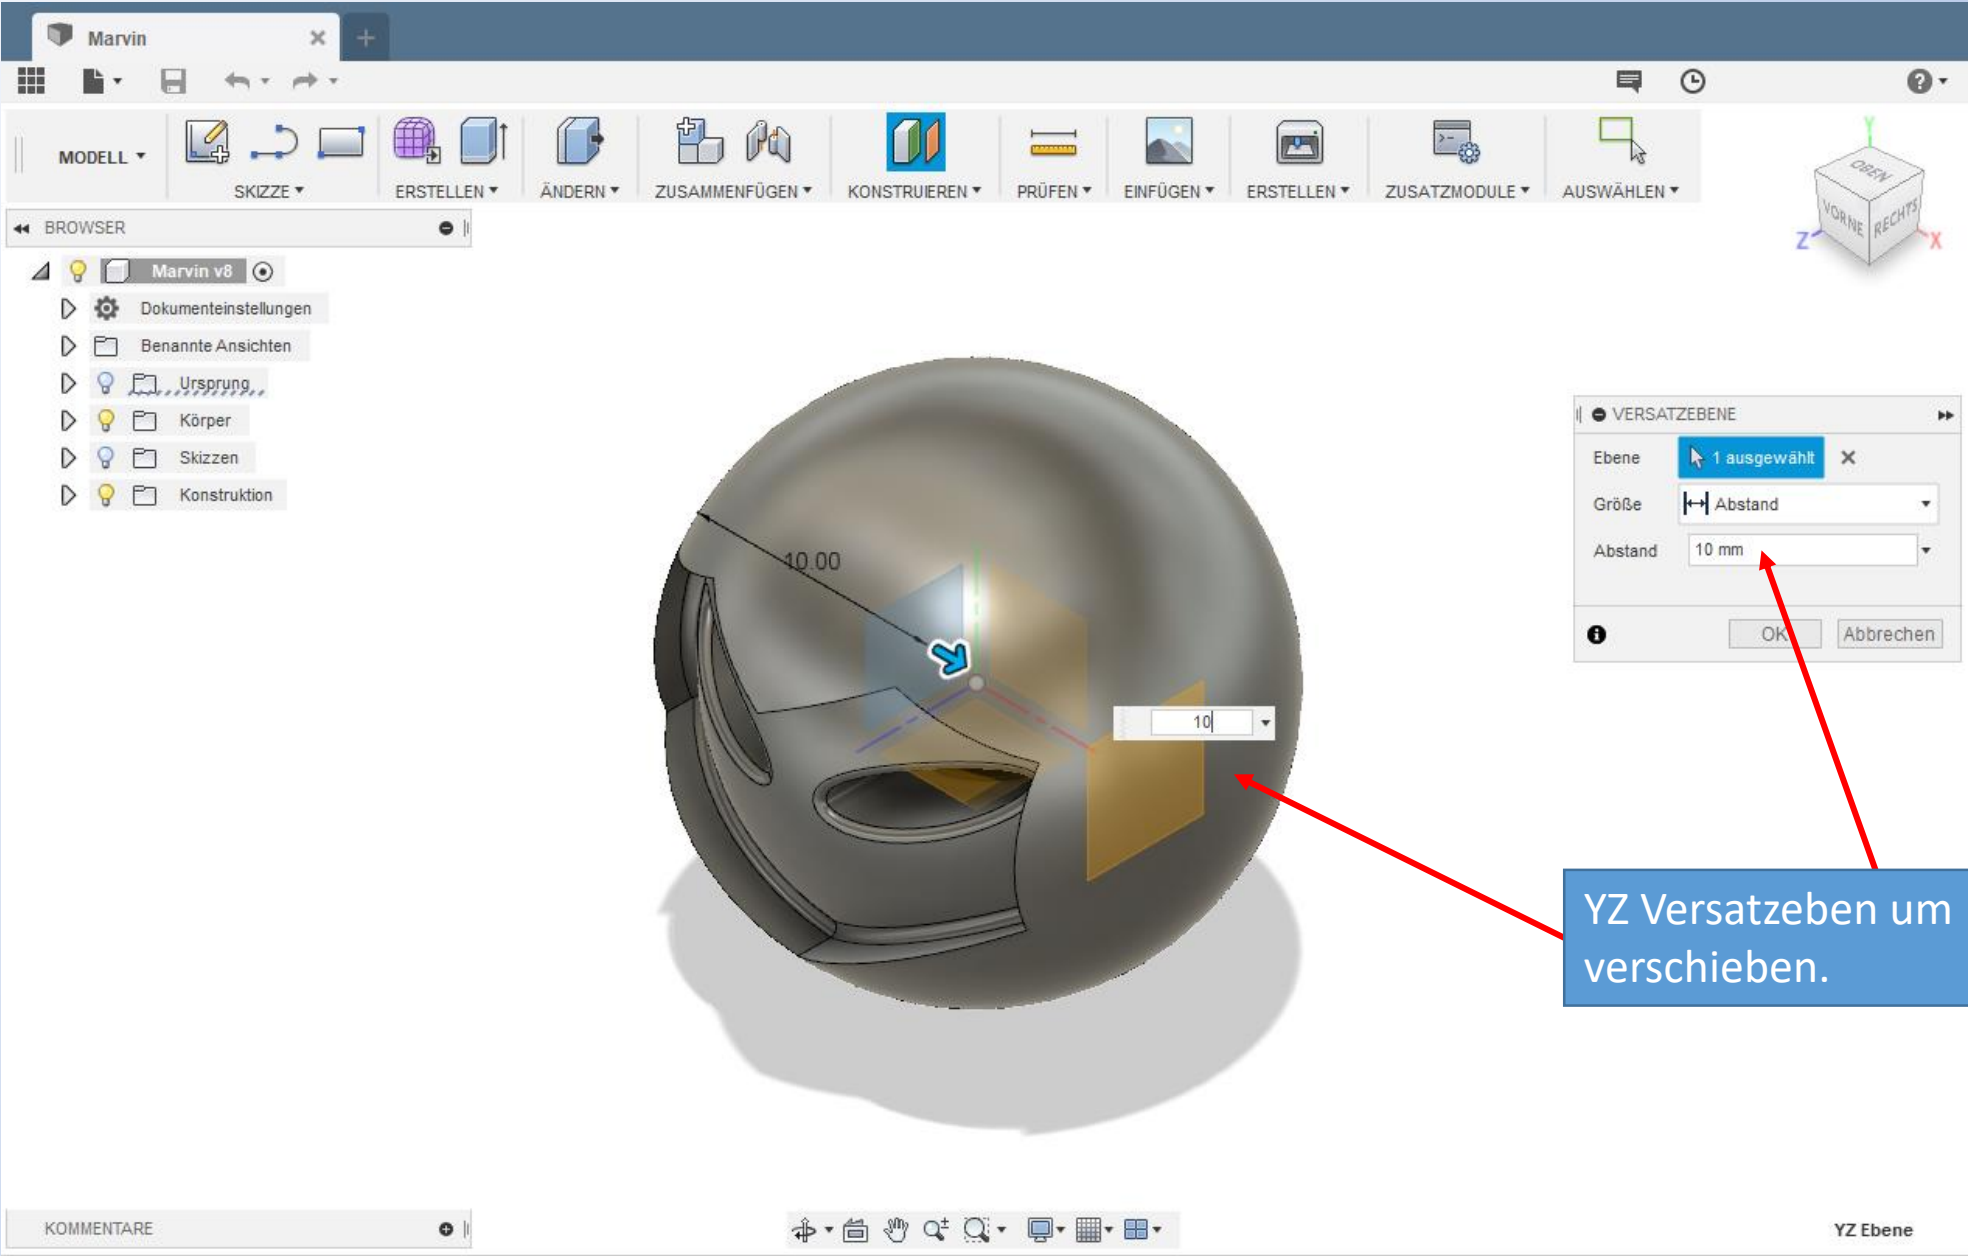 Marvin
MODELL
SKIZZE
ERSTELLEN
ÄNDERN
ZUSAMMENFÜGEN
KONSTRUIEREN
PRÜFEN
EINFÜGEN
ERSTELLEN
ZUSATZMODULE
AUSWÄHLEN
Y
OBEN
VORNE
RECHTS
Z
X
BROWSER
Marvin v8
Dokumenteinstellungen
Benannte Ansichten
Ursprung
Körper
Skizzen
Konstruktion
10.00
10
VERSATZEBENE
Ebene
1 ausgewählt
Größe
Abstand
Abstand
10 mm
OK
Abbrechen
YZ Versatzeben um
verschieben.
KOMMENTARE
YZ Ebene